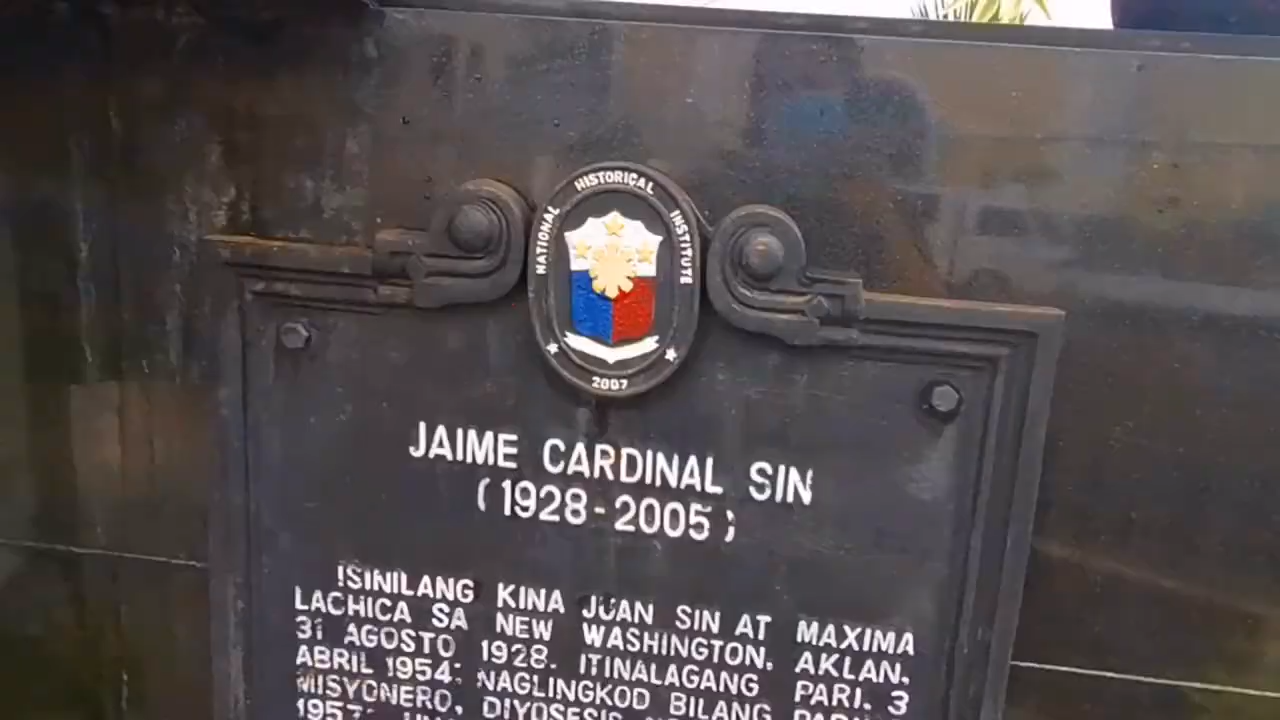 NATIONAL HISTORICAL INSTITUTE
2007
JAIME CARDINAL SIN
(1928-2005)
ISINILANG KINA JUAN SIN AT MAXIMA
LACHICA SA NEW WASHINGTON, AKLAN,
31 AGOSTO 1928. ITINALAGANG PARI, 3
ABRIL 1954; NAGLINGKOD BILANG
MISYONERO, DIYOSESIS